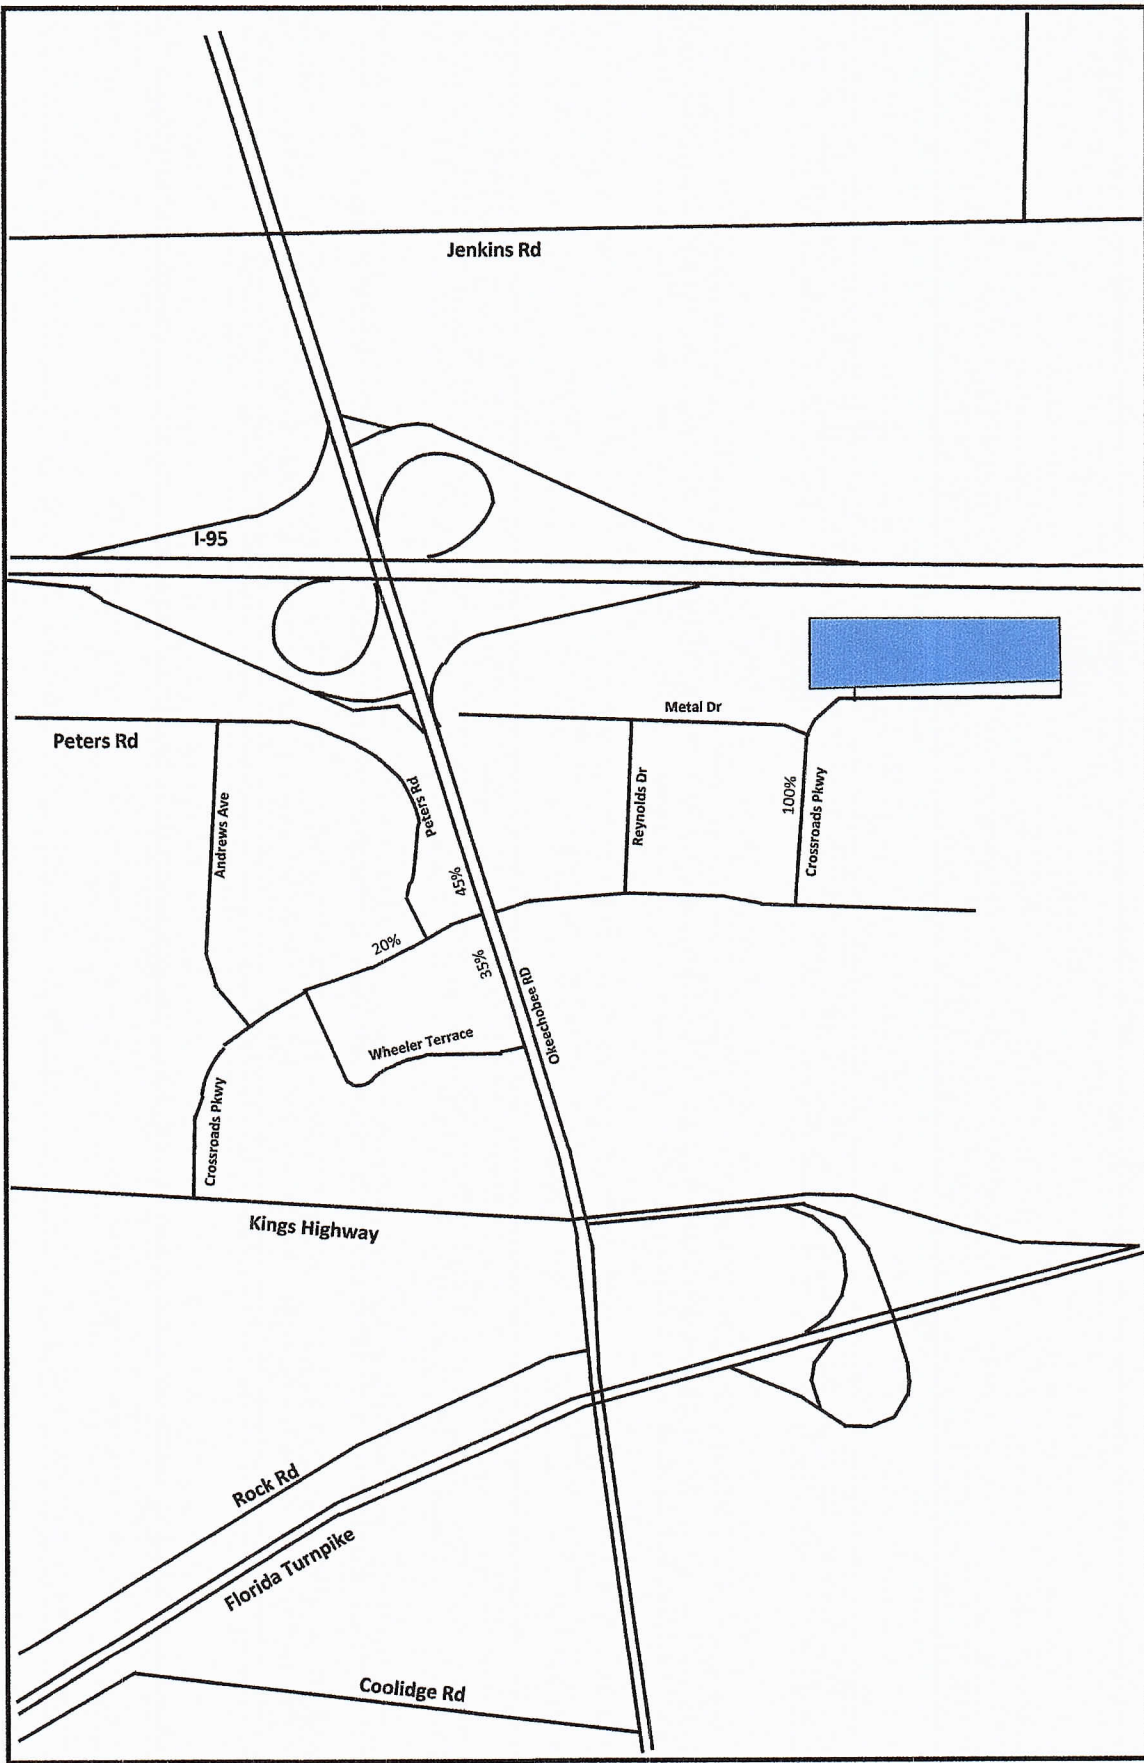 Jenkins Rd
I-95
Metal Dr
Peters Rd
Peters Rd
Andrews Ave
Reynolds Dr
100%
Crossroads Pkwy
45%
20%
35%
Okeechobee RD
Wheeler Terrace
Crossroads Pkwy
Kings Highway
Rock Rd
Florida Turnpike
Coolidge Rd